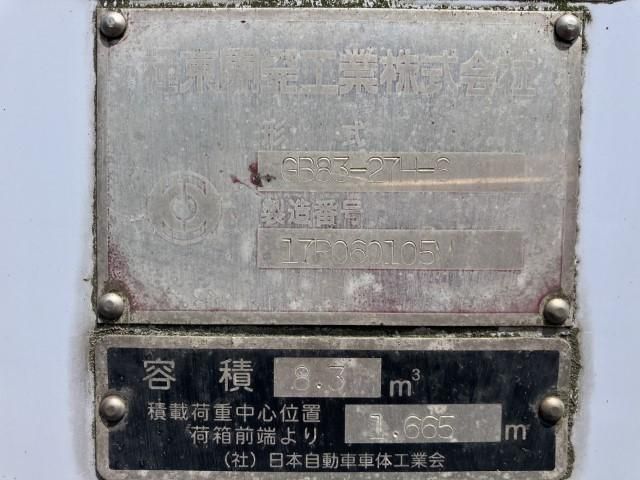 極東開発工業株式会社
形 式
GB83-27H-S
製造番号
17P060105V
容 積 8.3 m³
積載荷重中心位置
荷箱前端より 1.665 m
(社) 日本自動車車体工業会